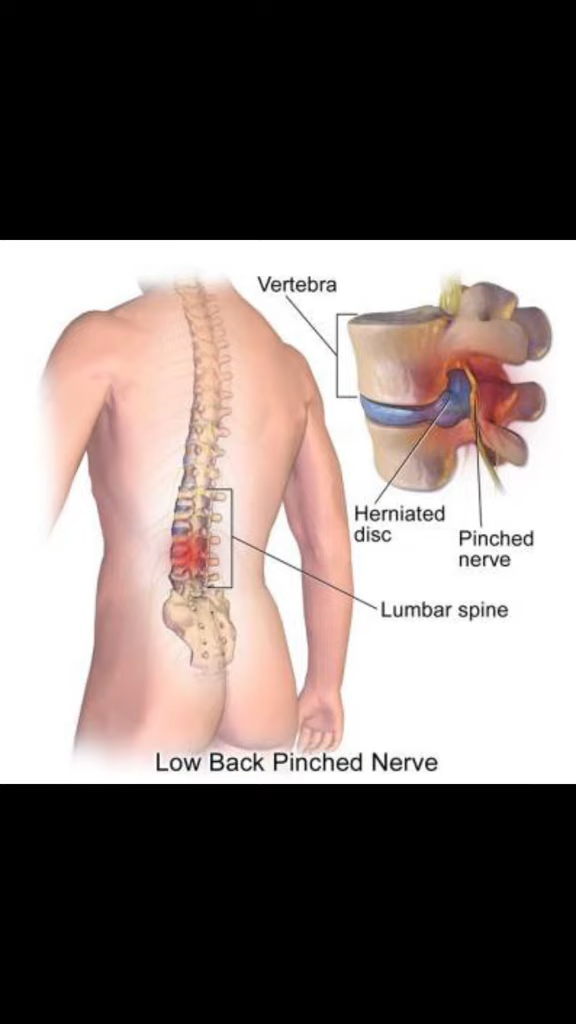 Vertebra
Herniated
disc
Pinched
nerve
Lumbar spine
Low Back Pinched Nerve